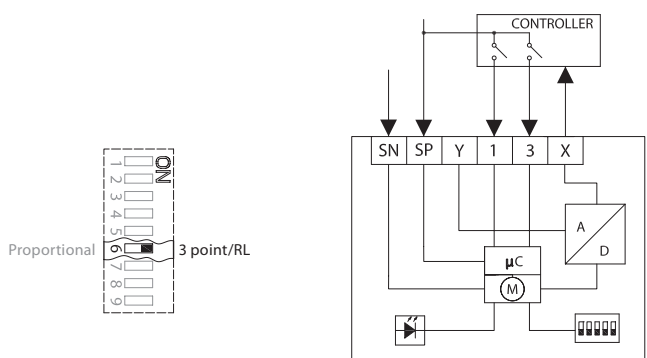 ON
1
2
3
4
5
Proportional 6 3 point/RL
7
8
9
CONTROLLER
SN SP Y 1 3 X
A
D
µC
M